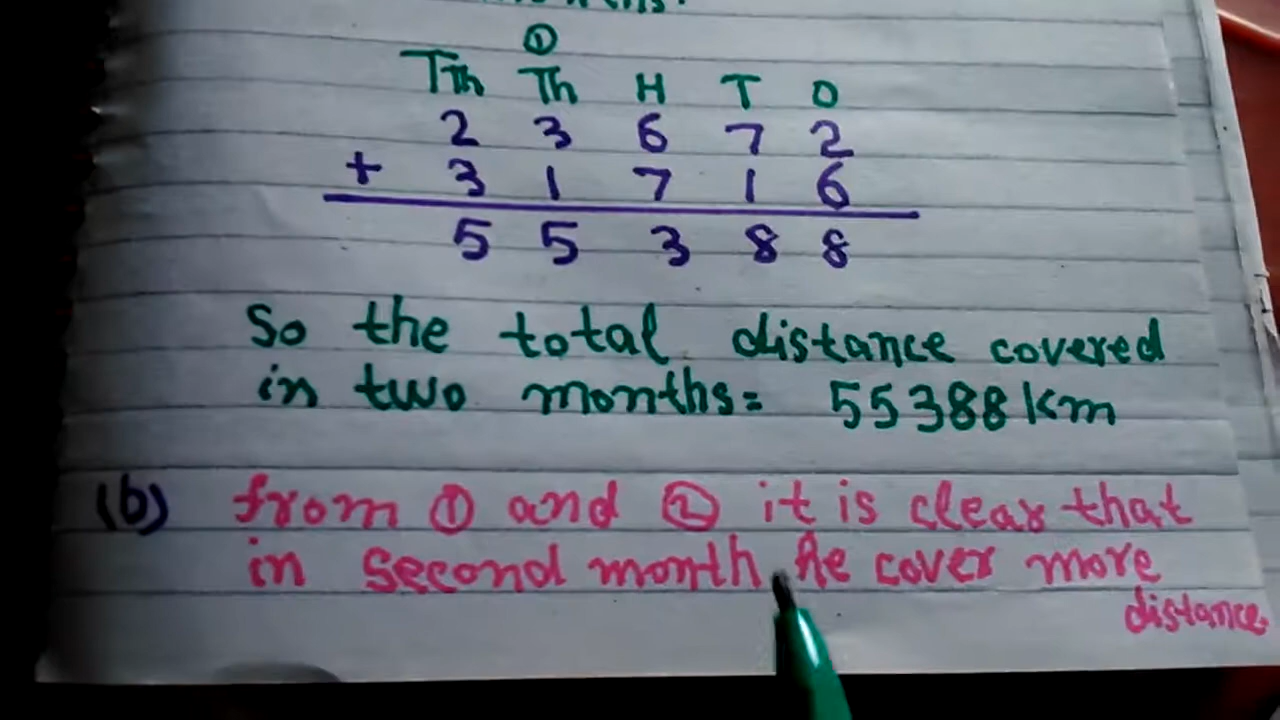 ①
TTh Th H T O
2 3 6 7 2
+ 3 1 7 1 6
5 5 3 8 8
So the total distance covered
in two months= 55388 km
(b) from ① and ② it is clear that
in second month he cover more
distance.